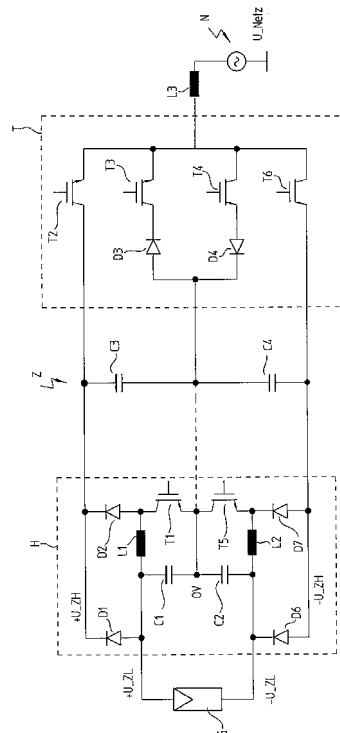 N
U_Netz
L3
T
T2
T3
T4
T6
D3
D4
Z
C3
C4
H
+U_ZH
D2
D1
L1
T1
C1
+U_ZL
0V
T5
C2
L2
-U_ZL
D7
D6
-U_ZH